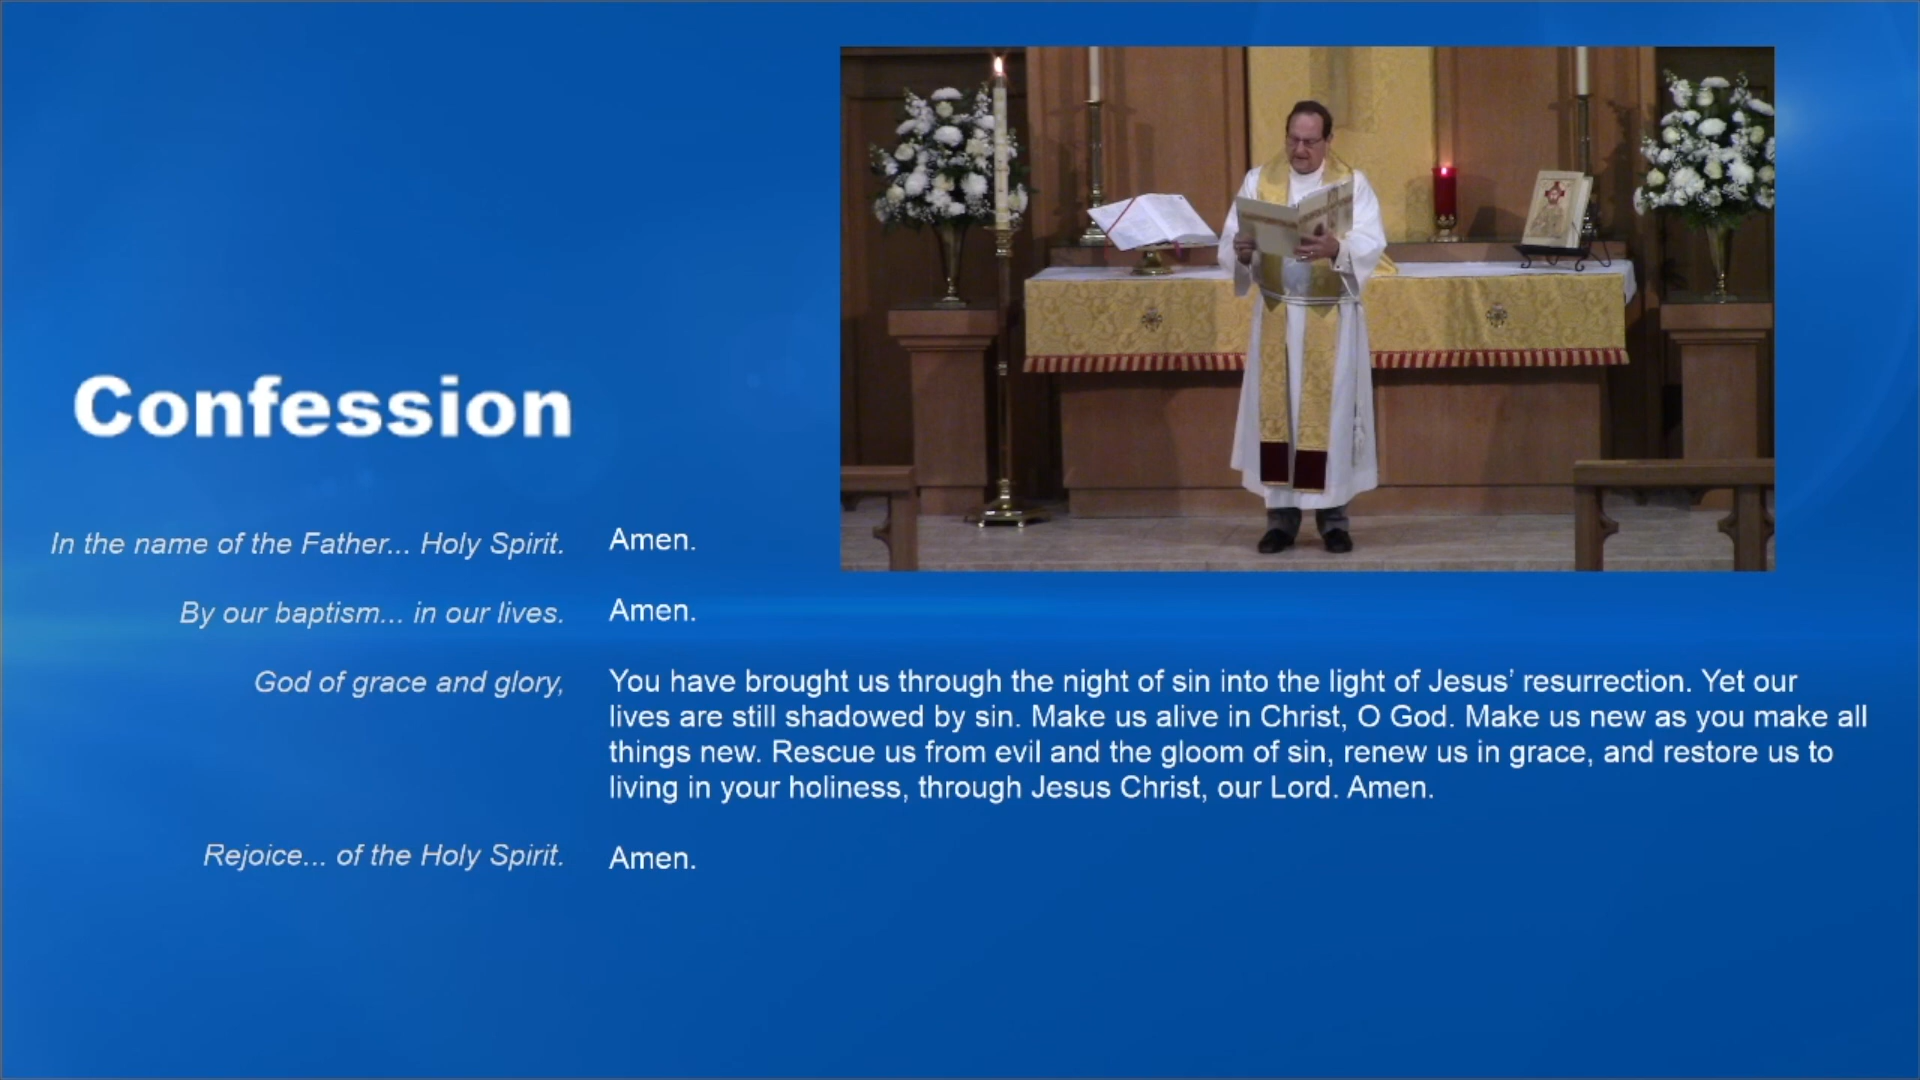 Confession
In the name of the Father... Holy Spirit. Amen.
By our baptism... in our lives. Amen.
God of grace and glory, You have brought us through the night of sin into the light of Jesus’ resurrection. Yet our
lives are still shadowed by sin. Make us alive in Christ, O God. Make us new as you make all
things new. Rescue us from evil and the gloom of sin, renew us in grace, and restore us to
living in your holiness, through Jesus Christ, our Lord. Amen.
Rejoice... of the Holy Spirit. Amen.